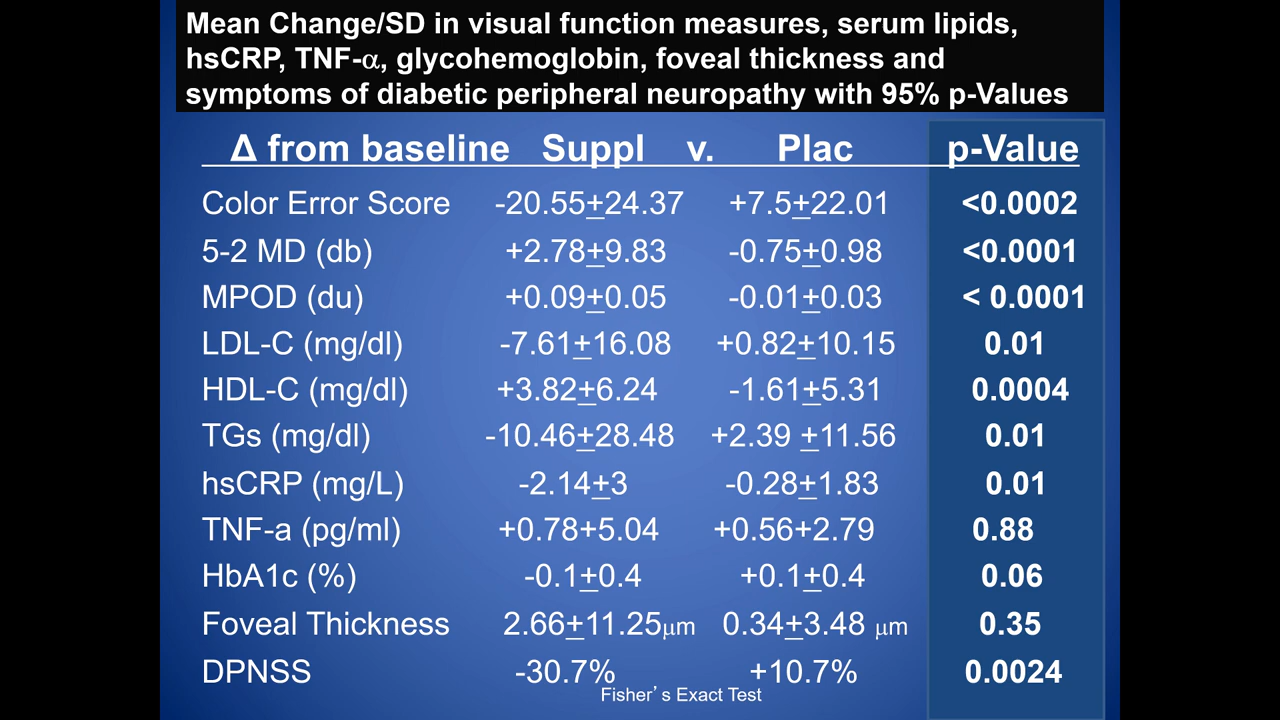 Mean Change/SD in visual function measures, serum lipids,
hsCRP, TNF-α, glycohemoglobin, foveal thickness and
symptoms of diabetic peripheral neuropathy with 95% p-Values
Δ from baseline Suppl v. Plac p-Value
Color Error Score -20.55±24.37 +7.5±22.01 <0.0002
5-2 MD (db) +2.78±9.83 -0.75±0.98 <0.0001
MPOD (du) +0.09±0.05 -0.01±0.03 < 0.0001
LDL-C (mg/dl) -7.61±16.08 +0.82±10.15 0.01
HDL-C (mg/dl) +3.82±6.24 -1.61±5.31 0.0004
TGs (mg/dl) -10.46±28.48 +2.39 ±11.56 0.01
hsCRP (mg/L) -2.14±3 -0.28±1.83 0.01
TNF-a (pg/ml) +0.78+5.04 +0.56+2.79 0.88
HbA1c (%) -0.1±0.4 +0.1±0.4 0.06
Foveal Thickness 2.66±11.25μm 0.34±3.48 μm 0.35
DPNSS -30.7% +10.7% 0.0024
Fisher’s Exact Test